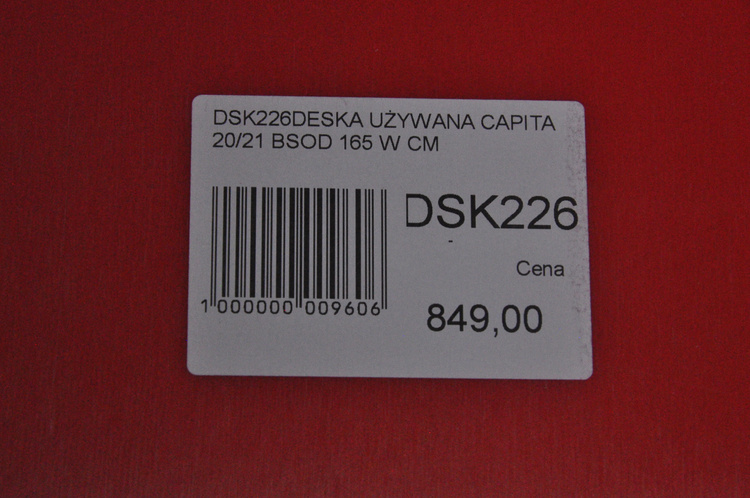 DSK226DESKA UŻYWANA CAPITA
20/21 BSOD 165 W CM
DSK226
-
Cena
849,00
1 000000 009606